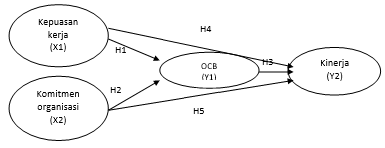 Kepuasan
kerja
(X1)
H4
H1
OCB
(Y1)
H3
Kinerja
(Y2)
H2
Komitmen
organisasi
(X2)
H5